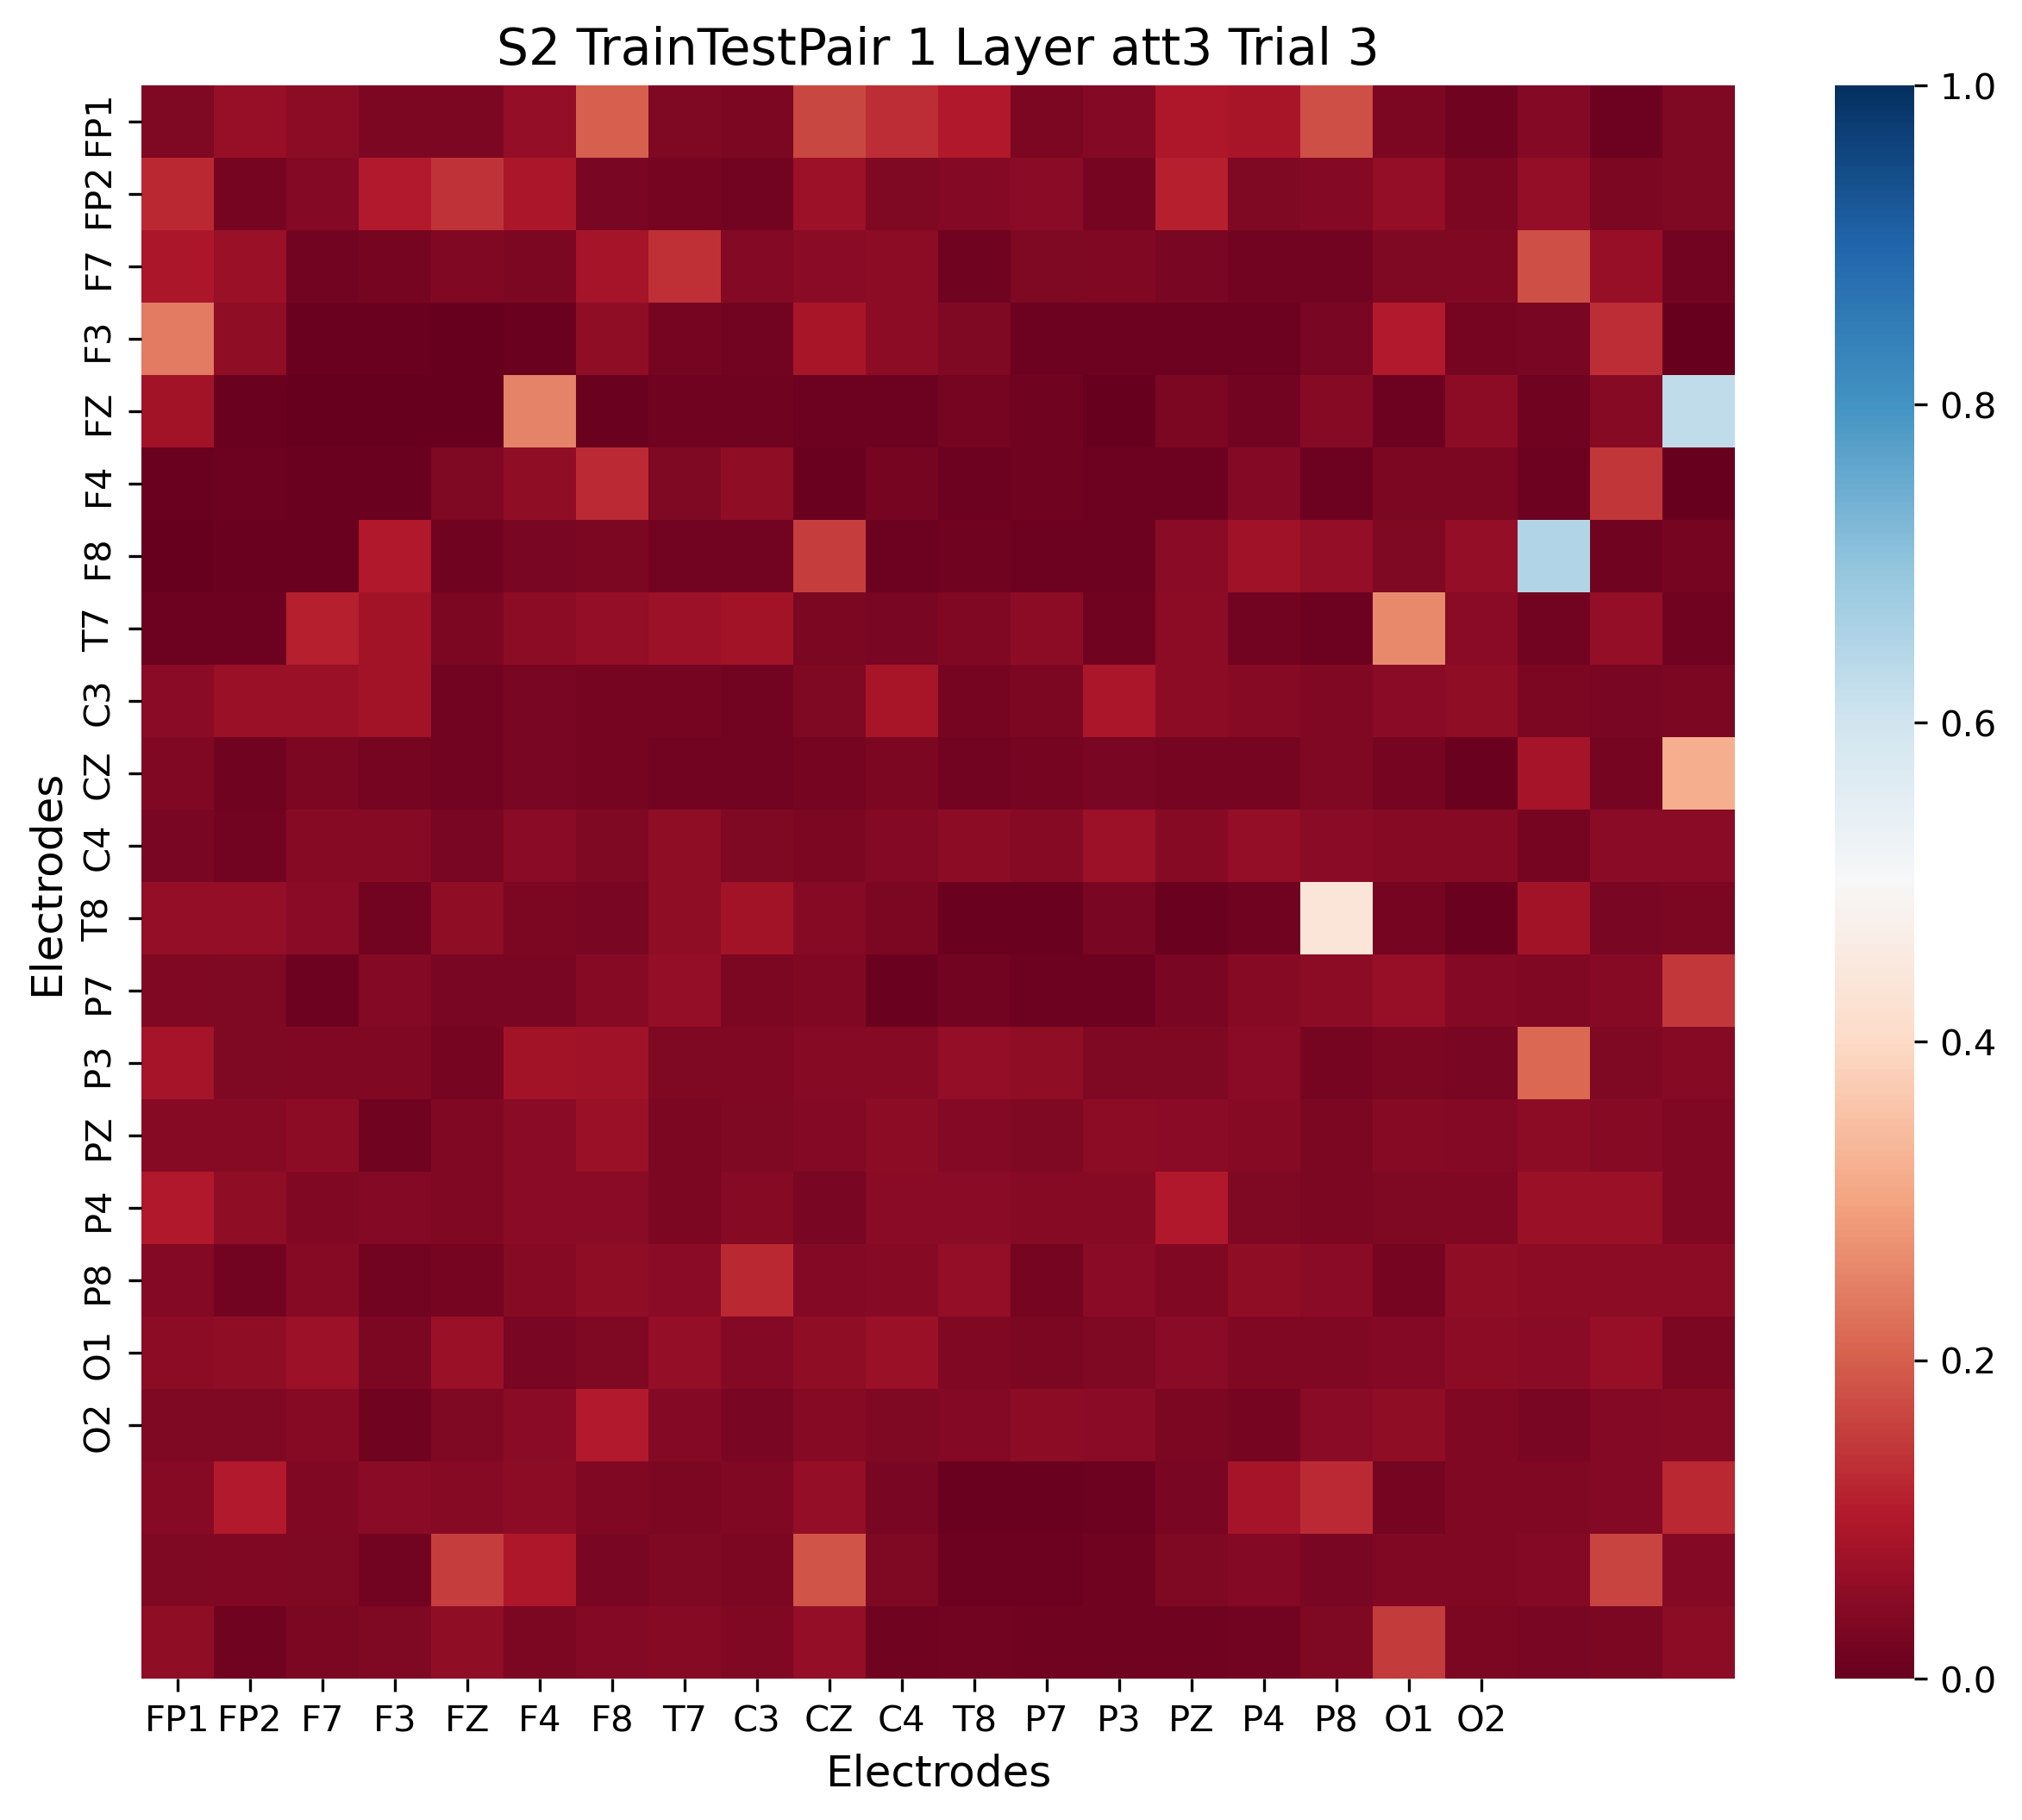 S2 TrainTestPair 1 Layer att3 Trial 3
Electrodes
FP1
FP2
F7
F3
FZ
F4
F8
T7
C3
CZ
C4
T8
P7
P3
PZ
P4
P8
O1
O2
FP1 FP2 F7 F3 FZ F4 F8 T7 C3 CZ C4 T8 P7 P3 PZ P4 P8 O1 O2
Electrodes
1.0
0.8
0.6
0.4
0.2
0.0